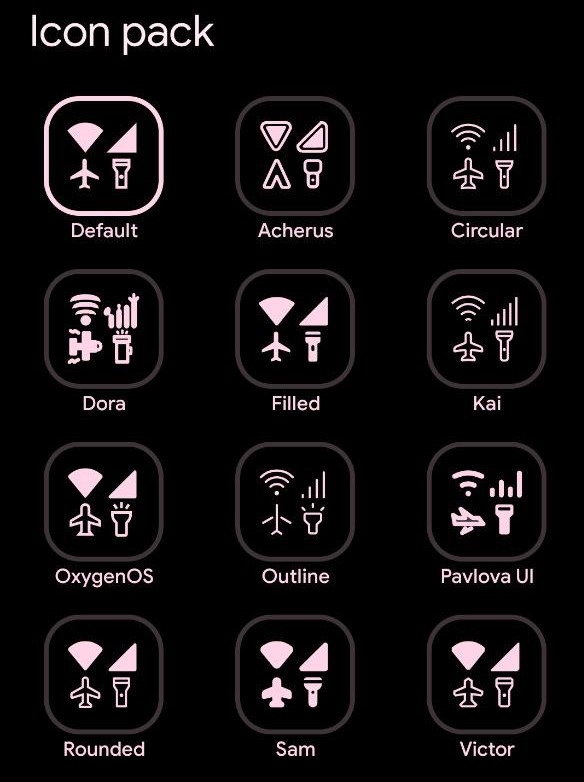 Icon pack
Default
Acherus
Circular
Dora
Filled
Kai
OxygenOS
Outline
Pavlova UI
Rounded
Sam
Victor